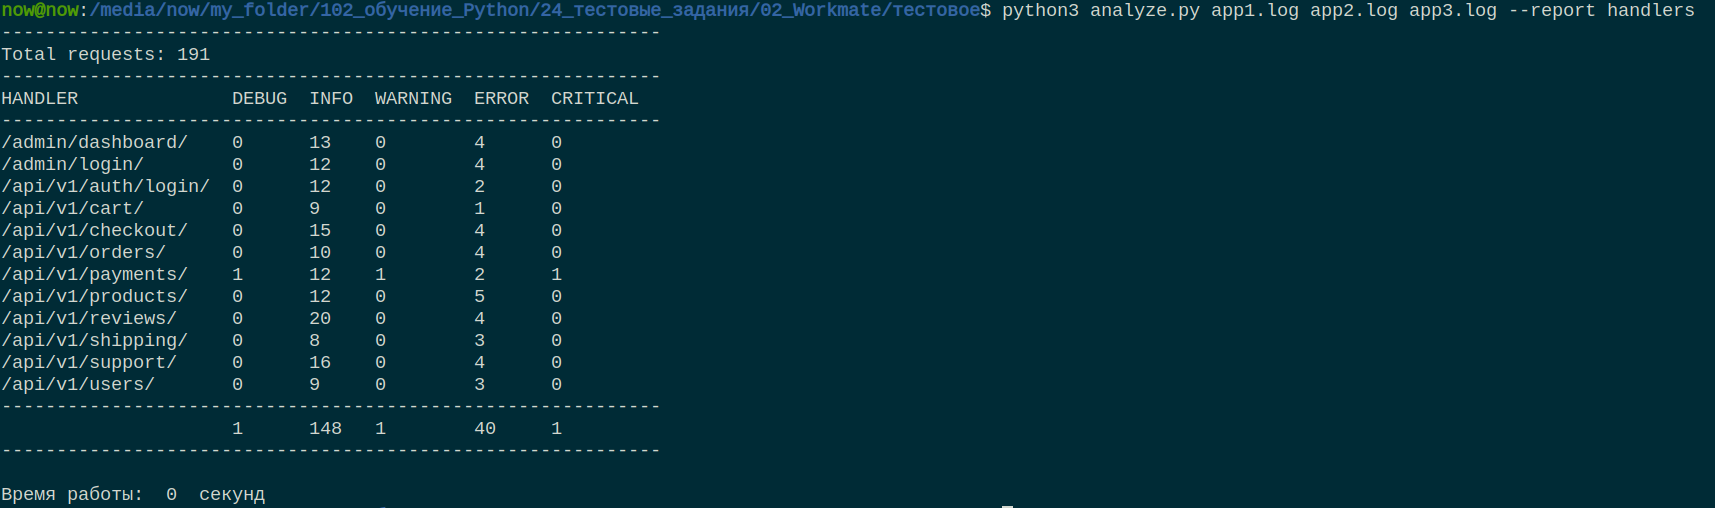 now@now:/media/now/my_folder/102_обучение_Python/24_тестовые_задания/02_Workmate/тестовое$ python3 analyze.py app1.log app2.log app3.log --report handlers
------------------------------------------------------------
Total requests: 191
------------------------------------------------------------
HANDLER              DEBUG  INFO  WARNING  ERROR  CRITICAL
------------------------------------------------------------
/admin/dashboard/    0      13    0        4      0
/admin/login/        0      12    0        4      0
/api/v1/auth/login/  0      12    0        2      0
/api/v1/cart/        0      9     0        1      0
/api/v1/checkout/    0      15    0        4      0
/api/v1/orders/      0      10    0        4      0
/api/v1/payments/    1      12    1        2      1
/api/v1/products/    0      12    0        5      0
/api/v1/reviews/     0      20    0        4      0
/api/v1/shipping/    0      8     0        3      0
/api/v1/support/     0      16    0        4      0
/api/v1/users/       0      9     0        3      0
------------------------------------------------------------
                     1      148   1        40     1
------------------------------------------------------------
Время работы:  0  секунд